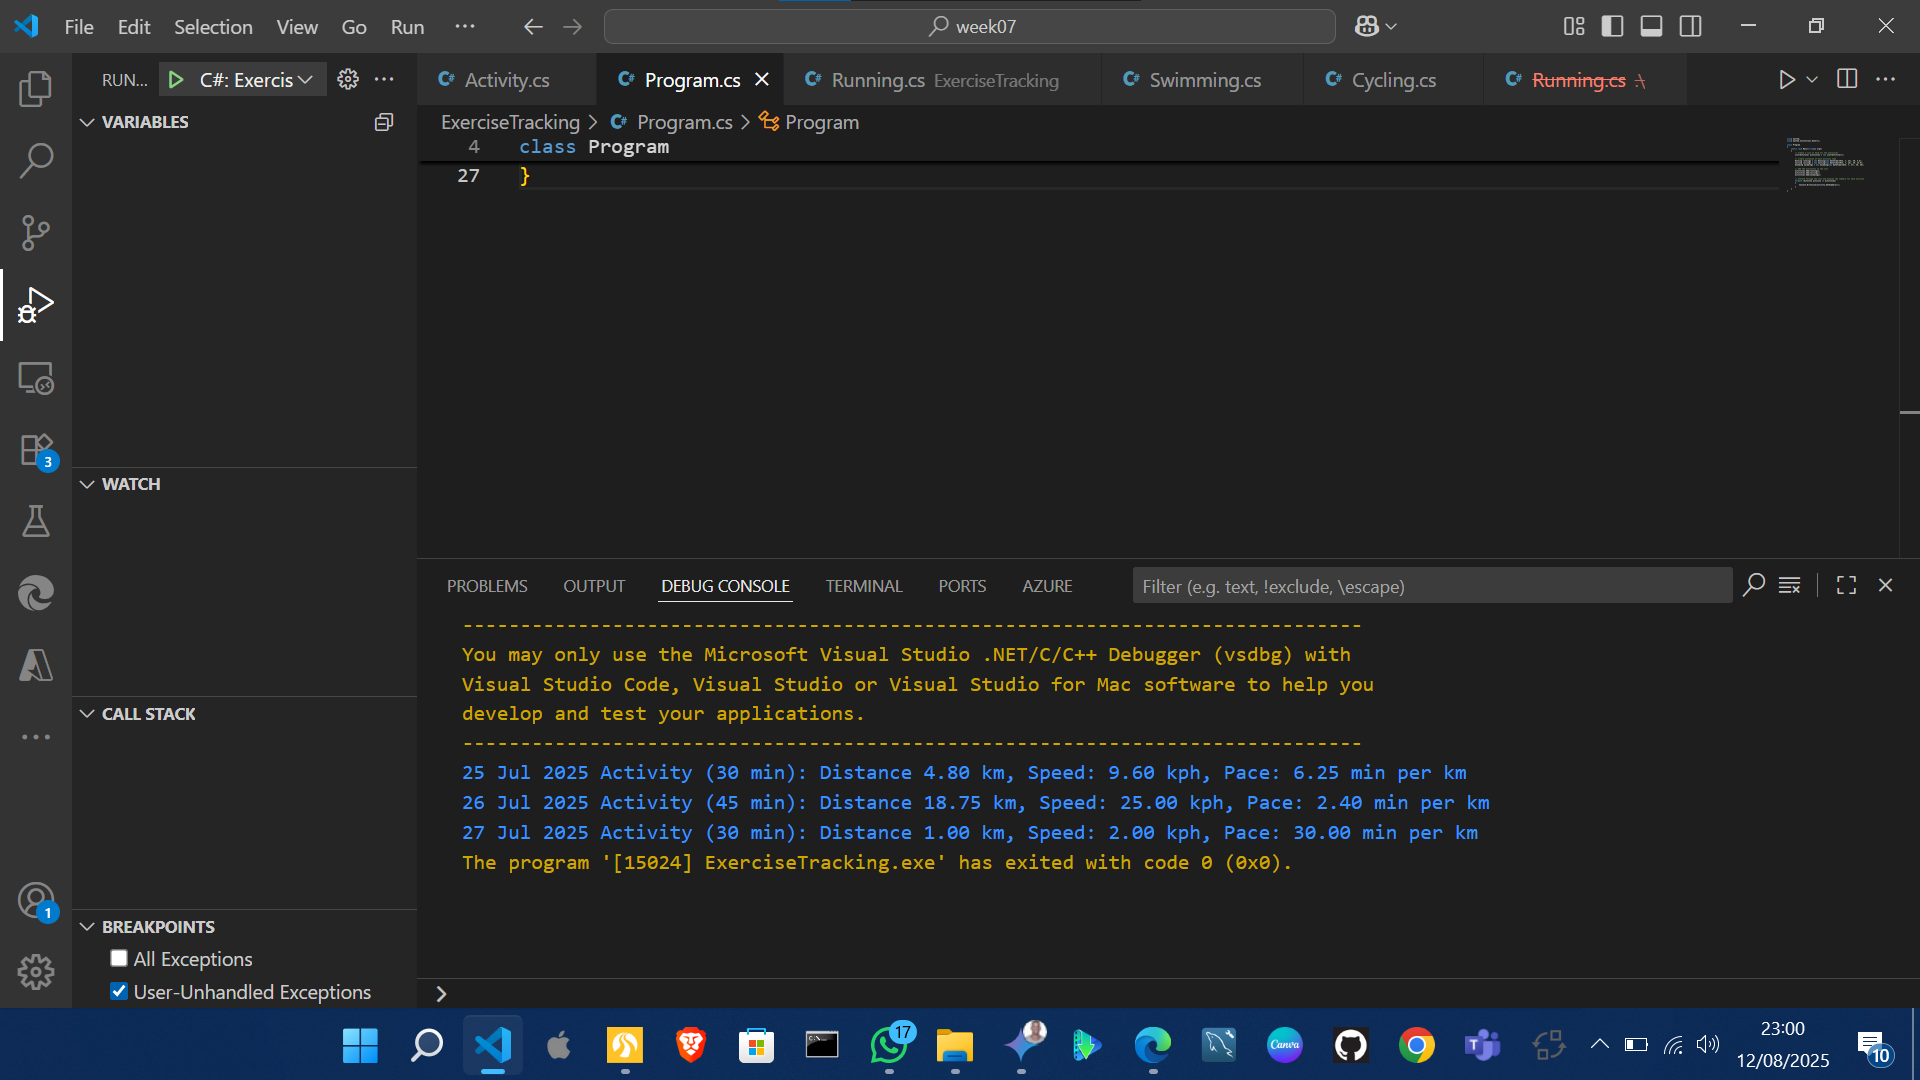 File Edit Selection View Go Run ···
week07
RUN... C#: Exercis
Activity.cs
Program.cs
Running.cs ExerciseTracking
Swimming.cs
Cycling.cs
Running.cs .\
ExerciseTracking > Program.cs > Program
VARIABLES
4 class Program
27 }
3
WATCH
CALL STACK
PROBLEMS OUTPUT DEBUG CONSOLE TERMINAL PORTS AZURE
Filter (e.g. text, !exclude, \escape)
------------------------------------------------------------------------------
You may only use the Microsoft Visual Studio .NET/C/C++ Debugger (vsdbg) with
Visual Studio Code, Visual Studio or Visual Studio for Mac software to help you
develop and test your applications.
------------------------------------------------------------------------------
25 Jul 2025 Activity (30 min): Distance 4.80 km, Speed: 9.60 kph, Pace: 6.25 min per km
26 Jul 2025 Activity (45 min): Distance 18.75 km, Speed: 25.00 kph, Pace: 2.40 min per km
27 Jul 2025 Activity (30 min): Distance 1.00 km, Speed: 2.00 kph, Pace: 30.00 min per km
The program '[15024] ExerciseTracking.exe' has exited with code 0 (0x0).
1
BREAKPOINTS
All Exceptions
User-Unhandled Exceptions
>
17
Canva
23:00
12/08/2025
10